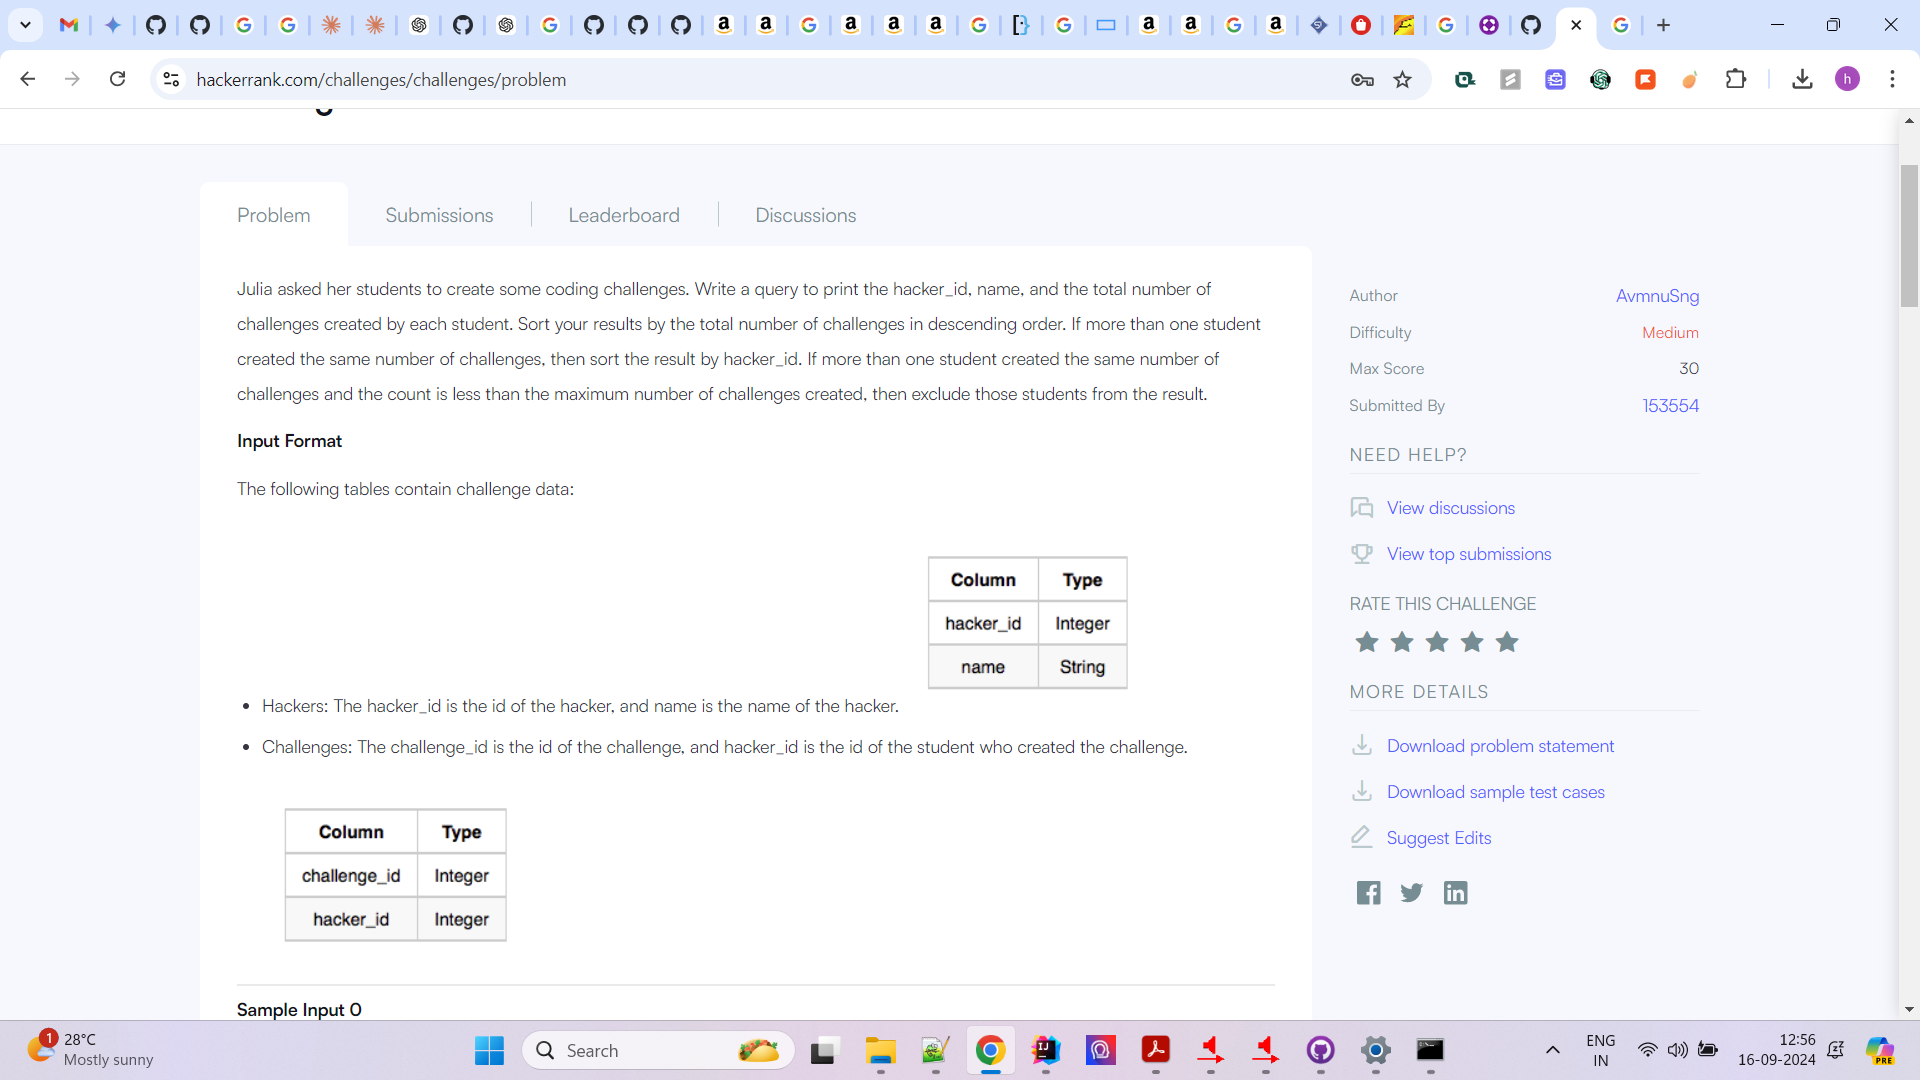 hackerrank.com/challenges/challenges/problem
h
Problem
Submissions
Leaderboard
Discussions
Julia asked her students to create some coding challenges. Write a query to print the hacker_id, name, and the total number of
challenges created by each student. Sort your results by the total number of challenges in descending order. If more than one student
created the same number of challenges, then sort the result by hacker_id. If more than one student created the same number of
challenges and the count is less than the maximum number of challenges created, then exclude those students from the result.
Input Format
The following tables contain challenge data:
Column Type
hacker_id Integer
name String
Hackers: The hacker_id is the id of the hacker, and name is the name of the hacker.
Challenges: The challenge_id is the id of the challenge, and hacker_id is the id of the student who created the challenge.
Column Type
challenge_id Integer
hacker_id Integer
Sample Input 0
Author AvmnuSng
Difficulty Medium
Max Score 30
Submitted By 153554
NEED HELP?
View discussions
View top submissions
RATE THIS CHALLENGE
MORE DETAILS
Download problem statement
Download sample test cases
Suggest Edits
1
28°C
Mostly sunny
Search
ENG
IN
12:56
16-09-2024
PRE